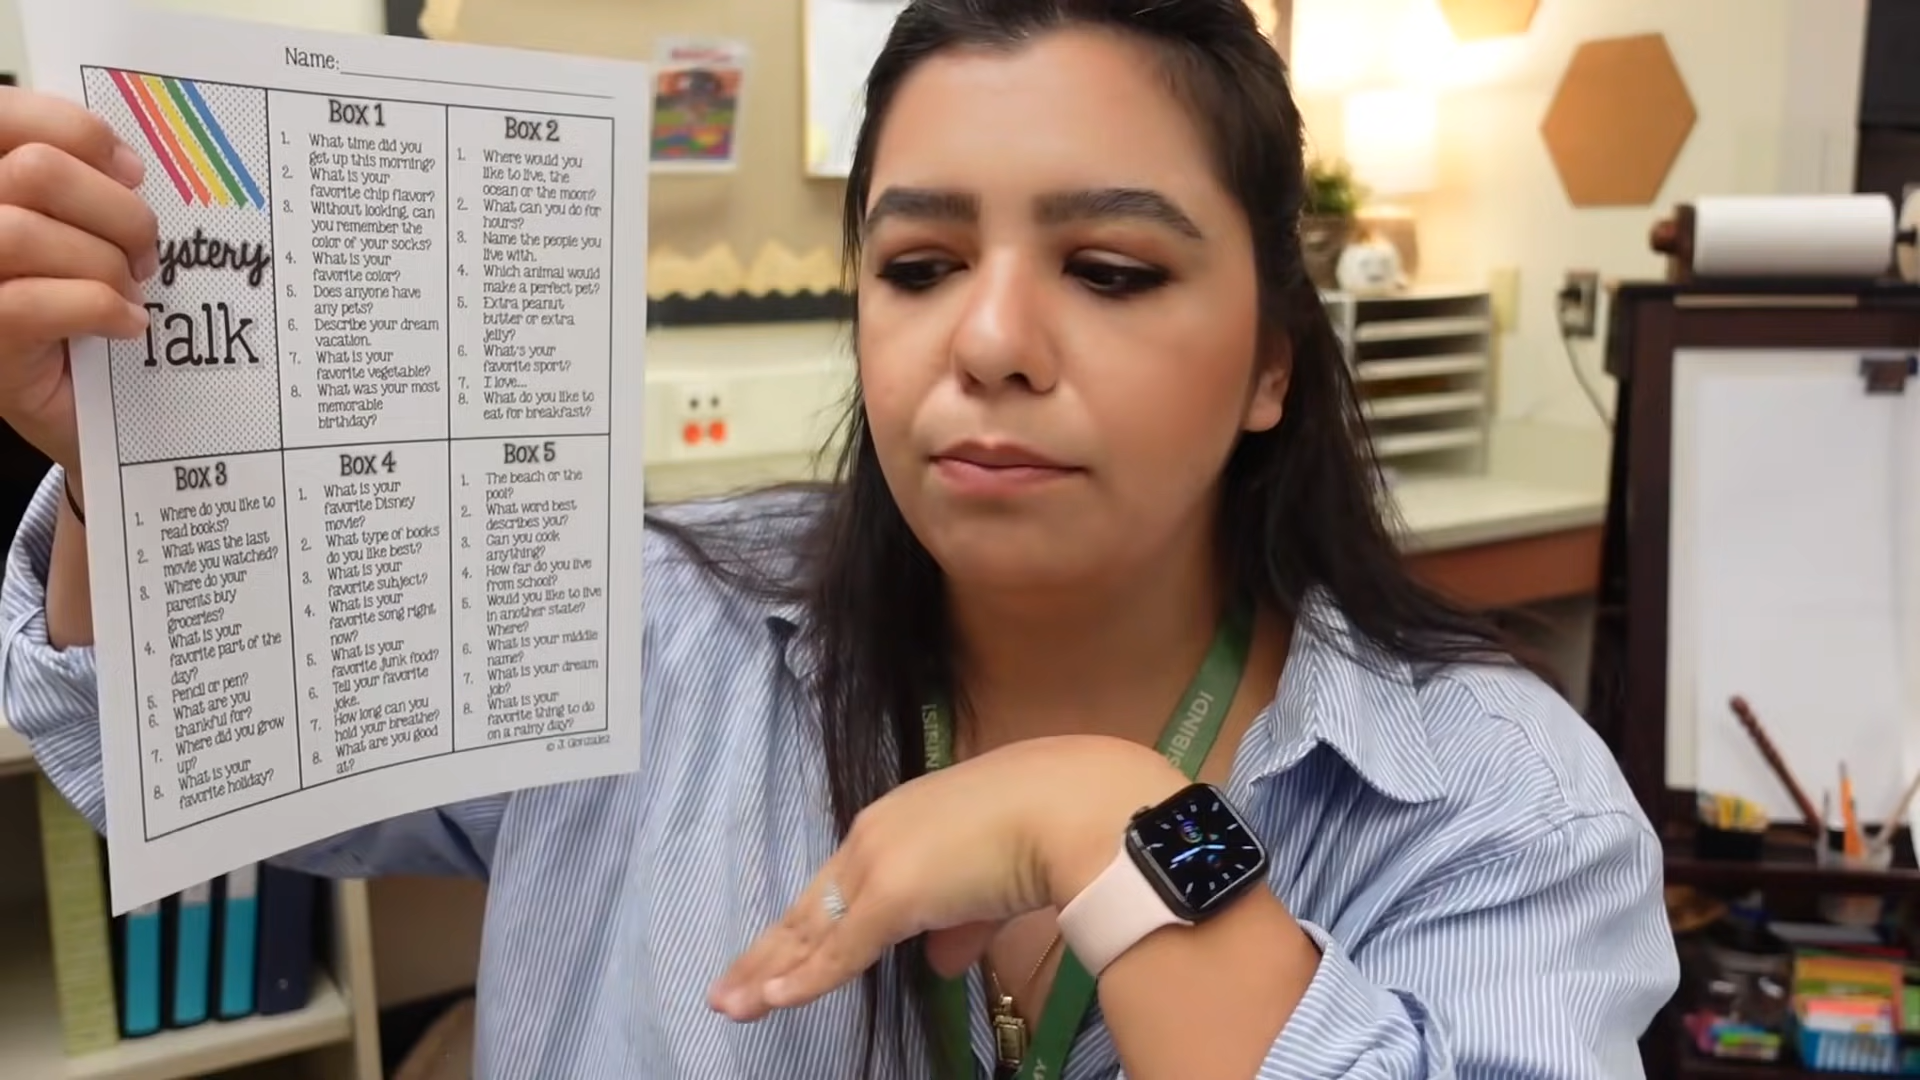 Name:
Talk
Box 1
1. What time did you
get up this morning?
2. What is your
favorite chip flavor?
3. Without looking, can
you remember the
color of your socks?
4. What is your
favorite color?
5. Does anyone have
any pets?
6. Describe your dream
vacation.
7. What is your
favorite vegetable?
8. What was your most
memorable
birthday?
Box 2
1. Where would you
like to live, the
ocean or the moon?
2. What can you do for
hours?
3. Name the people you
live with.
4. Which animal would
make a perfect pet?
5. Extra peanut
butter or extra
jelly?
6. What's your
favorite sport?
7. I love...
8. What do you like to
eat for breakfast?
Box 3
1. Where do you like to
read books?
2. What was the last
movie you watched?
3. Where do your
parents buy
groceries?
4. What is your
favorite part of the
day?
5. Pencil or pen?
6. What are you
thankful for?
7. Where did you grow
up?
8. What is your
favorite holiday?
Box 4
1. What is your
favorite Disney
movie?
2. What type of books
do you like best?
3. What is your
favorite subject?
4. What is your
favorite song right
now?
5. What is your
favorite junk food?
6. Tell your favorite
joke.
7. How long can you
hold your breathe?
8. What are you good
at?
Box 5
1. The beach or the
pool?
2. What word best
describes you?
3. Can you cook
anything?
4. How far do you live
from school?
5. Would you like to live
in another state?
Where?
6. What is your middle
name?
7. What is your dream
job?
8. What is your
favorite thing to do
on a rainy day?
© J. Gonzalez
SIBINDI